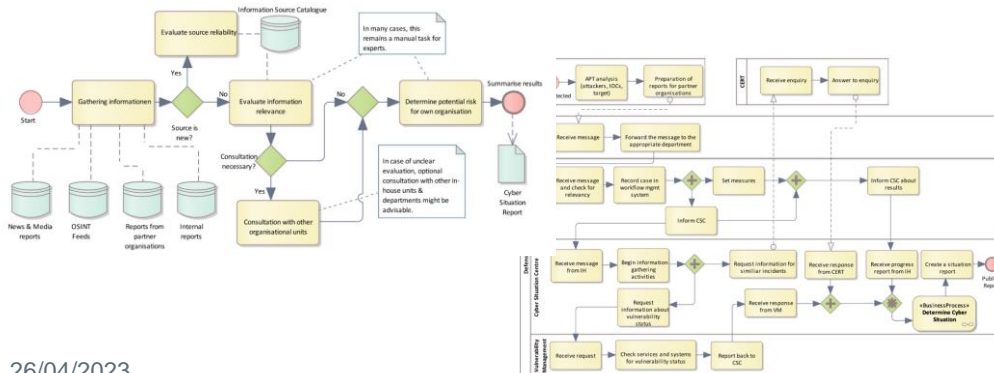 Information Source Catalogue
Evaluate source reliability
In many cases, this
remains a manual task for
experts.
Yes
No
No
Summarise results
Start
Gathering informationen
Evaluate information
relevance
Determine potential risk
for own organisation
Source is
new?
Consultation
necessary?
Yes
In case of unclear
evaluation, optional
consultation with other in-
house units &
departments might be
advisable.
Consultation with other
organisational units
Cyber
Situation
Report
News & Media
reports
OSINT
Feeds
Reports from
partner
organisations
Internal
reports
26/04/2023
APT analysis
(attackers, IOCs,
target)
Preparation of
reports for partner
organisations
CERT
Receive enquiry
Answer to enquiry
Receive message
Forward the message to the
appropriate department
Receive message
and check for
relevancy
Record case in
workflow mgmt
system
Set measures
Inform CSC about
results
Inform CSC
Cyber Situation Centre
Receive message
from IH
Begin information
gathering
activities
Request information for
similiar incidents
Receive response
from CERT
Receive progress
report from IH
Create a situation
report
Request
information about
vulnerability
status
Receive response
from VM
«BusinessProcess»
Determine Cyber
Situation
Vulnerability
Management
Receive request
Check services and systems
for vulnerability status
Report back to
CSC